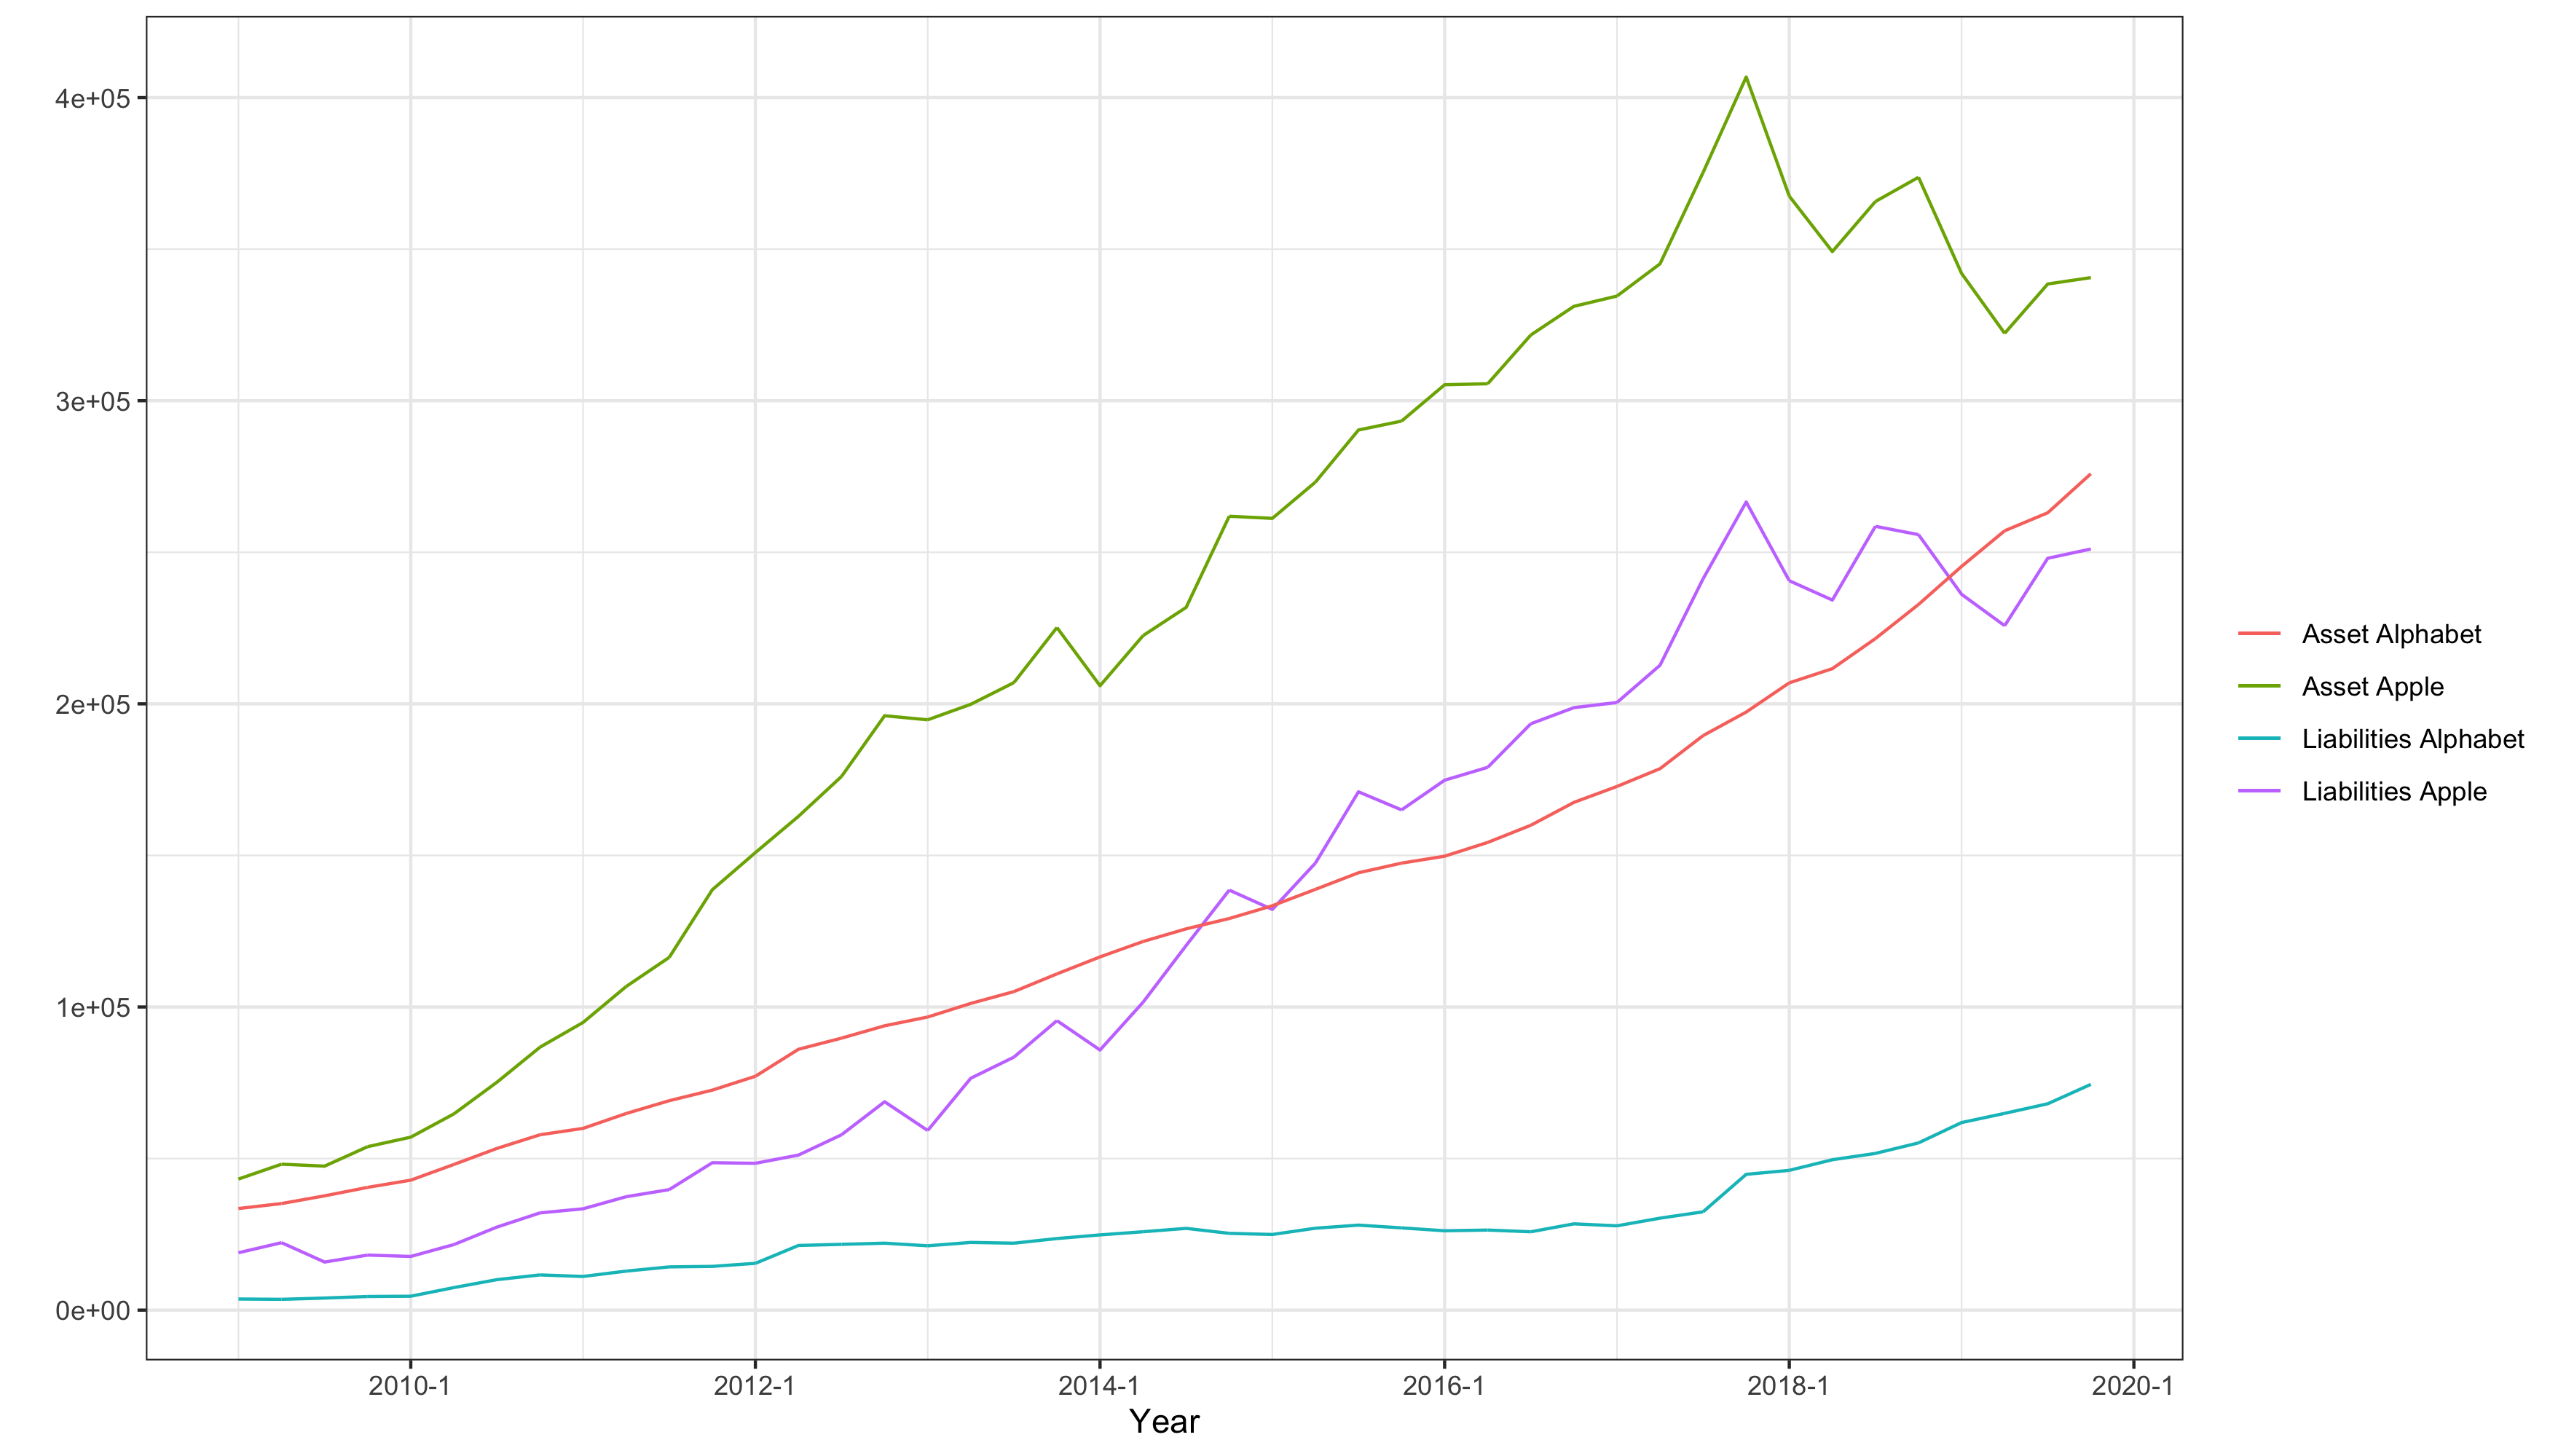 4e+05
3e+05
2e+05
1e+05
0e+00
2010-1 2012-1 2014-1 2016-1 2018-1 2020-1
Year
Asset Alphabet
Asset Apple
Liabilities Alphabet
Liabilities Apple